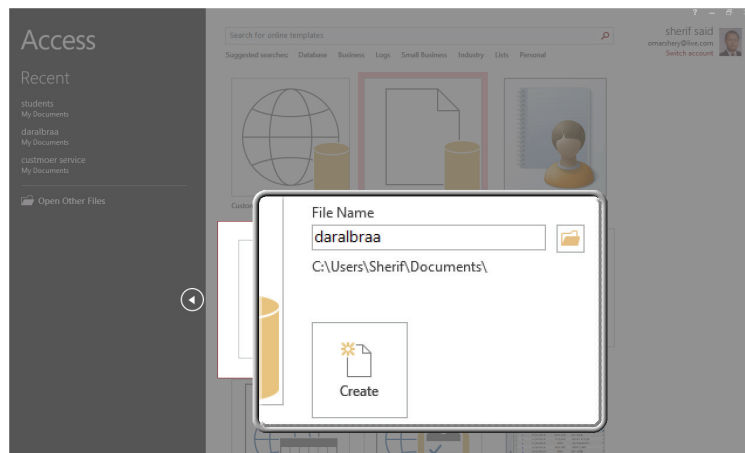 Access
Recent
students
My Documents
daralbraa
My Documents
custmoer service
My Documents
Open Other Files
?
Search for online templates
Suggested searches: Database Business Logs Small Business Industry Lists Personal
sherif said
omarshery@live.com
Switch account
Custom
File Name
daralbraa
C:\Users\Sherif\Documents\
Create